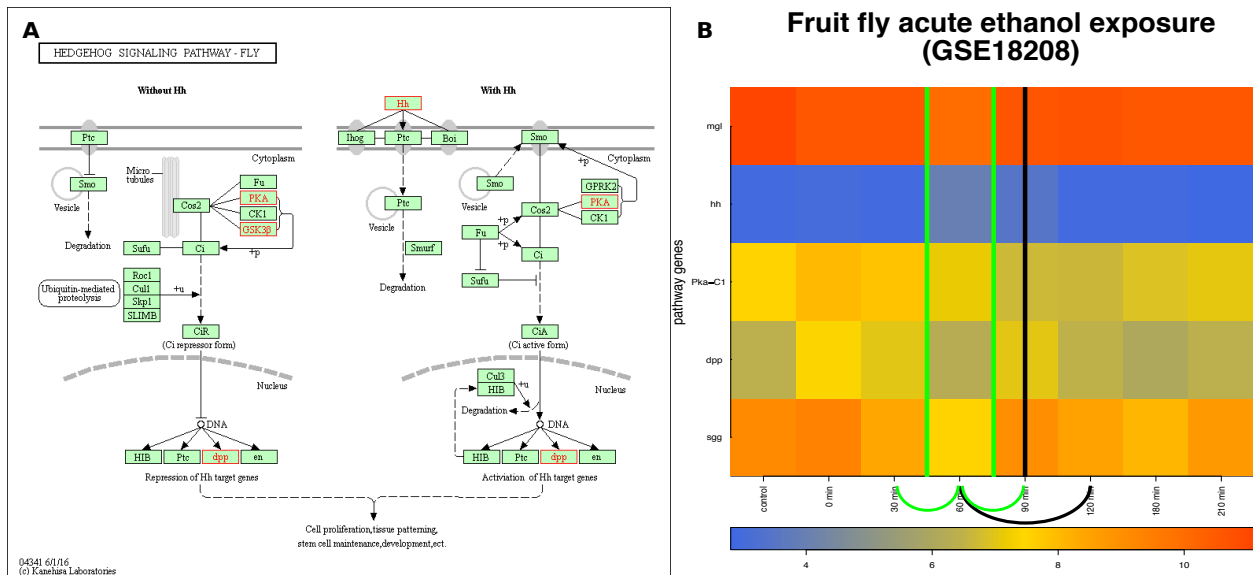 A
HEDGEHOG SIGNALING PATHWAY - FLY
Without Hh
With Hh
Ptc
Cytoplasm
Micro
tubules
Smo
Vesicle
Degradation
Cos2
Fu
PKA
CK1
GSK3β
Sufu
Ci
+p
Ubiquitin-mediated
proteolysis
Roc1
Cul1
Skp1
SLIMB
+u
CiR
(Ci repressor form)
Nucleus
DNA
HIB
Ptc
dpp
en
Repression of Hh target genes
Hh
Ihog
Ptc
Boi
Smo
Cytoplasm
+p
Smo
Vesicle
GPRK2
PKA
CK1
Cos2
Ptc
Vesicle
Fu
+p
+p
Smurf
Ci
Degradation
Sufu
CiA
(Ci active form)
Nucleus
Cul3
HIB
+u
Degradation
DNA
HIB
Ptc
dpp
en
Activiation of Hh target genes
Cell proliferation,tissue patterning,
stem cell maintenance,development,ect.
04341 6/1/16
(c) Kanehisa Laboratories
B
Fruit fly acute ethanol exposure
(GSE18208)
pathway genes
mgl
hh
Pka-C1
dpp
sgg
control
0 min
30 min
90 min
120 min
180 min
210 min
4
6
8
10